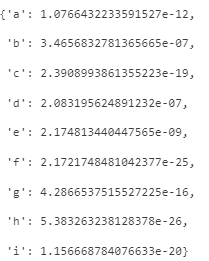 {'a': 1.0766432233591527e-12,
'b': 3.4656832781365665e-07,
'c': 2.3908993861355223e-19,
'd': 2.083195624891232e-07,
'e': 2.174813440447565e-09,
'f': 2.1721748481042377e-25,
'g': 4.2866537515527225e-16,
'h': 5.383263238128378e-26,
'i': 1.156668784076633e-20}